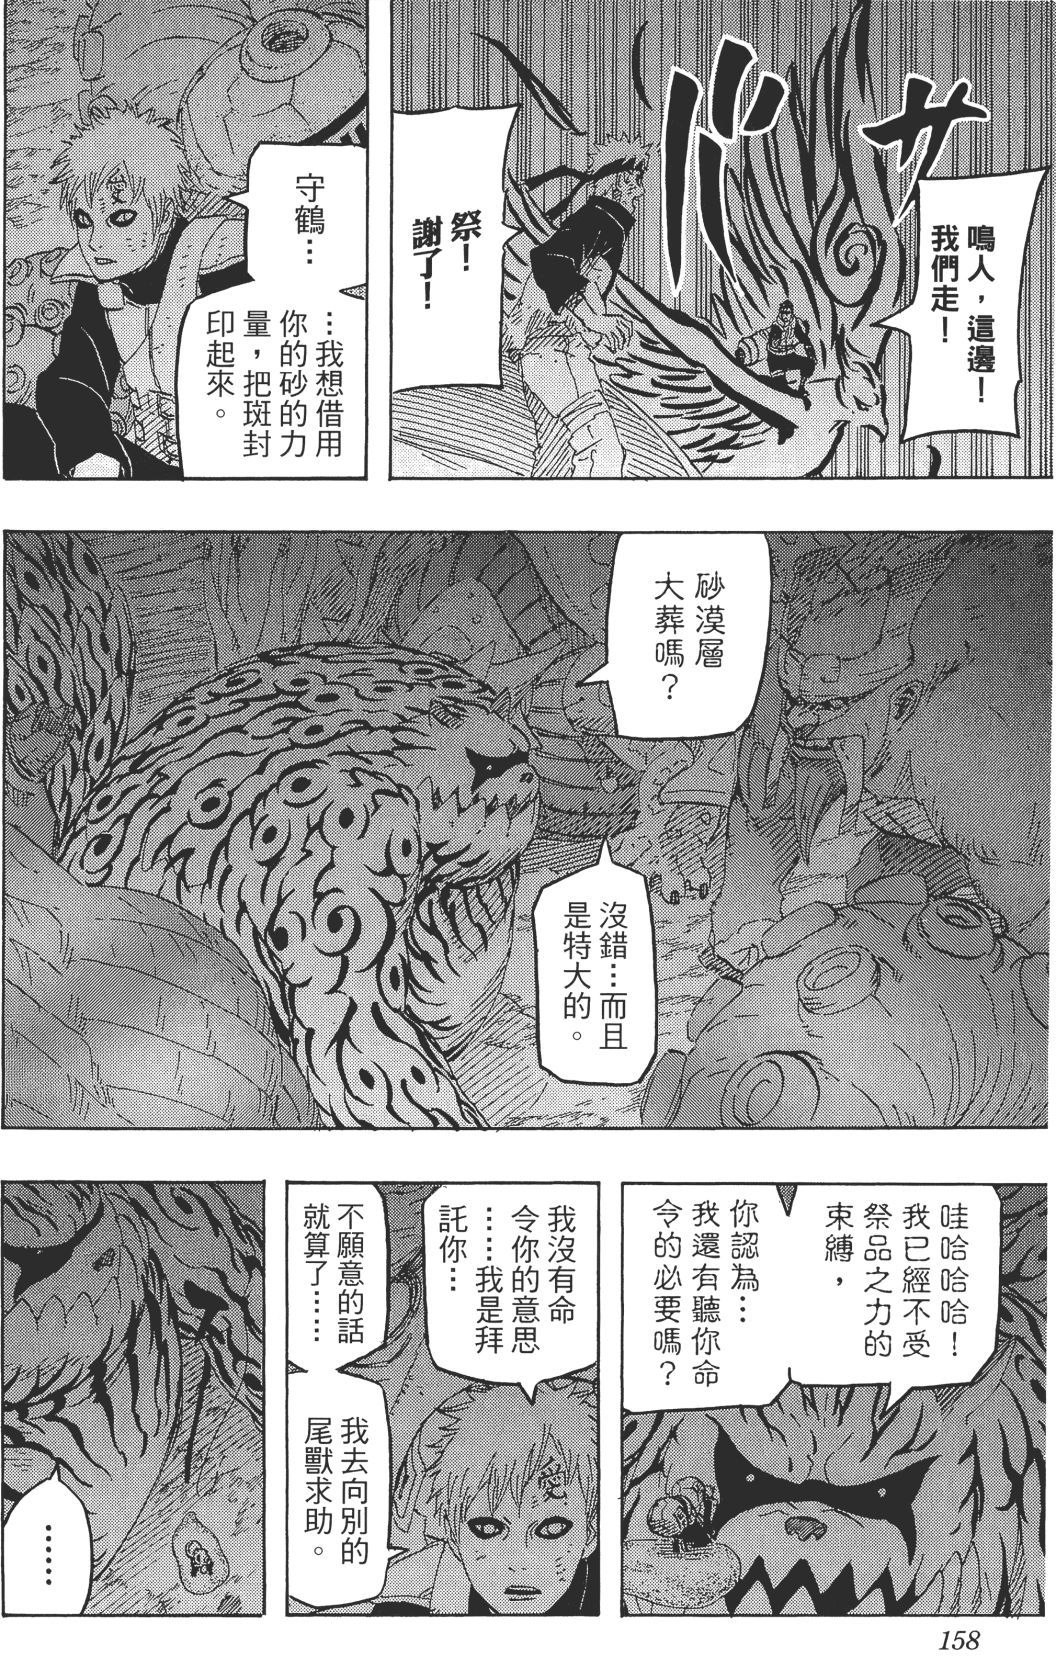 鳴人，這邊！
我們走！
ザ
ドッ
祭！
謝了！
守鶴…
…我想借用
你的砂的力
量，把斑封
印起來。
砂漠層
大葬嗎？
沒錯…而且
是特大的。
哇哈哈哈！
我已經不受
祭品之力的
束縛，
你認為…
我還有聽你命
令的必要嗎？
我沒有命
令你的意思
……我是拜
託你…
不願意的話
就算了……
我去向別的
尾獸求助。
……
158